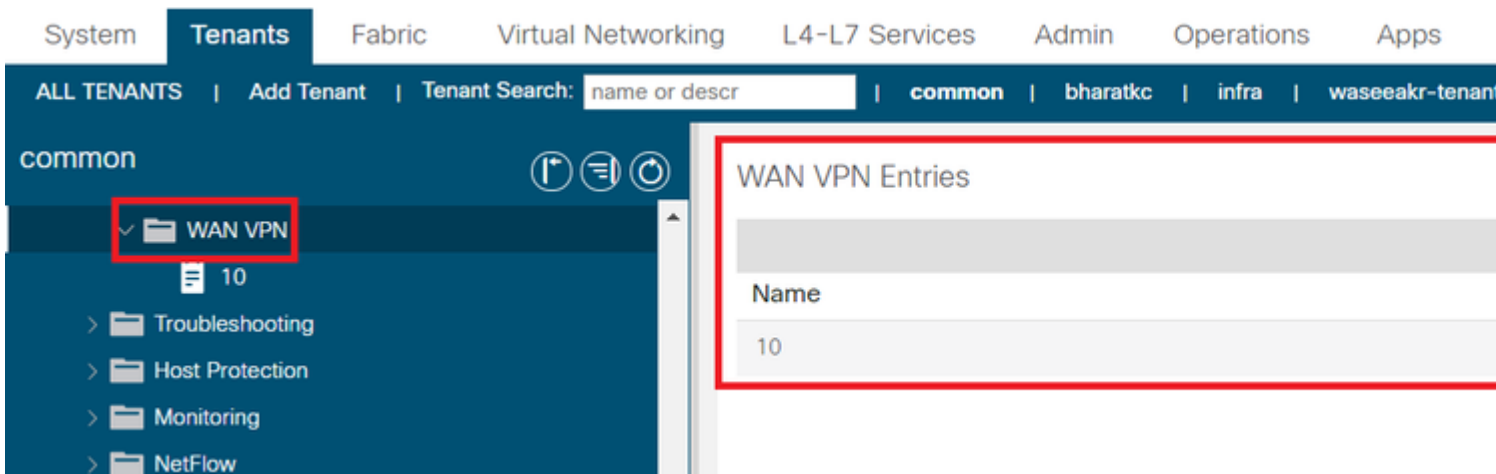 System Tenants Fabric Virtual Networking L4-L7 Services Admin Operations Apps
ALL TENANTS | Add Tenant | Tenant Search: name or descr | common | bharatkc | infra | waseeakr-tenant
common
WAN VPN Entries
WAN VPN
10
Name
Troubleshooting
10
Host Protection
Monitoring
NetFlow